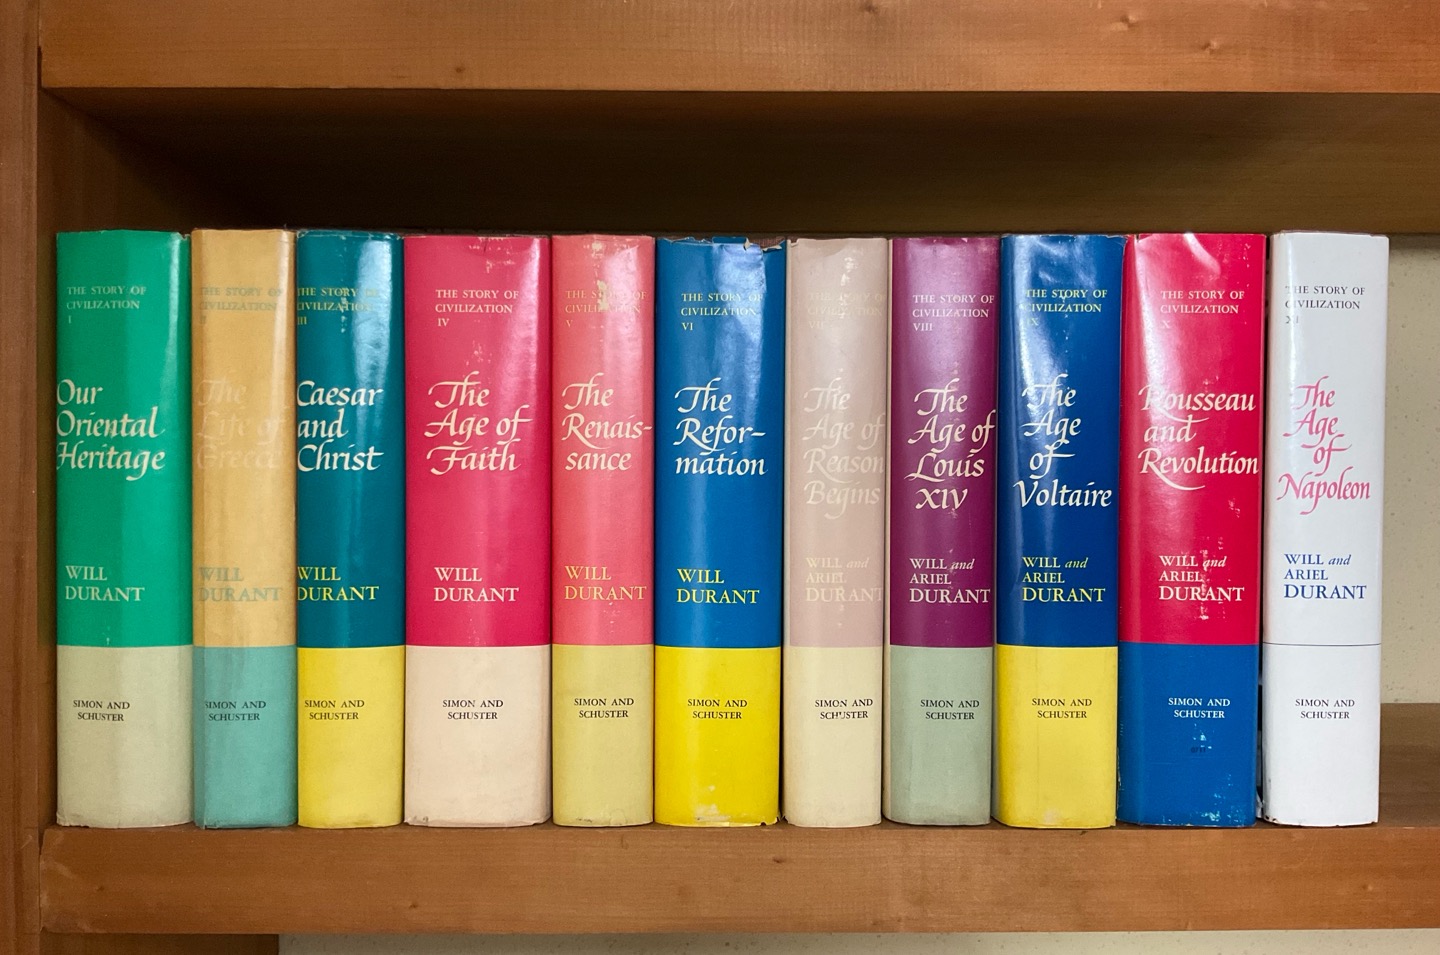 THE STORY OF
CIVILIZATION
I
Our
Oriental
Heritage
WILL
DURANT
SIMON AND
SCHUSTER
THE STORY OF
CIVILIZATION
II
The
Life of
Greece
WILL
DURANT
SIMON AND
SCHUSTER
THE STORY OF
CIVILIZATION
III
Caesar
and
Christ
WILL
DURANT
SIMON AND
SCHUSTER
THE STORY OF
CIVILIZATION
IV
The
Age of
Faith
WILL
DURANT
SIMON AND
SCHUSTER
THE STORY OF
CIVILIZATION
V
The
Renais-
sance
WILL
DURANT
SIMON AND
SCHUSTER
THE STORY OF
CIVILIZATION
VI
The
Refor-
mation
WILL
DURANT
SIMON AND
SCHUSTER
THE STORY OF
CIVILIZATION
VII
The
Age of
Reason
Begins
WILL and
ARIEL
DURANT
SIMON AND
SCHUSTER
THE STORY OF
CIVILIZATION
VIII
The
Age of
Louis
XIV
WILL and
ARIEL
DURANT
SIMON AND
SCHUSTER
THE STORY OF
CIVILIZATION
IX
The
Age
of
Voltaire
WILL and
ARIEL
DURANT
SIMON AND
SCHUSTER
THE STORY OF
CIVILIZATION
X
Rousseau
and
Revolution
WILL and
ARIEL
DURANT
SIMON AND
SCHUSTER
THE STORY OF
CIVILIZATION
XI
The
Age
of
Napoleon
WILL and
ARIEL
DURANT
SIMON AND
SCHUSTER